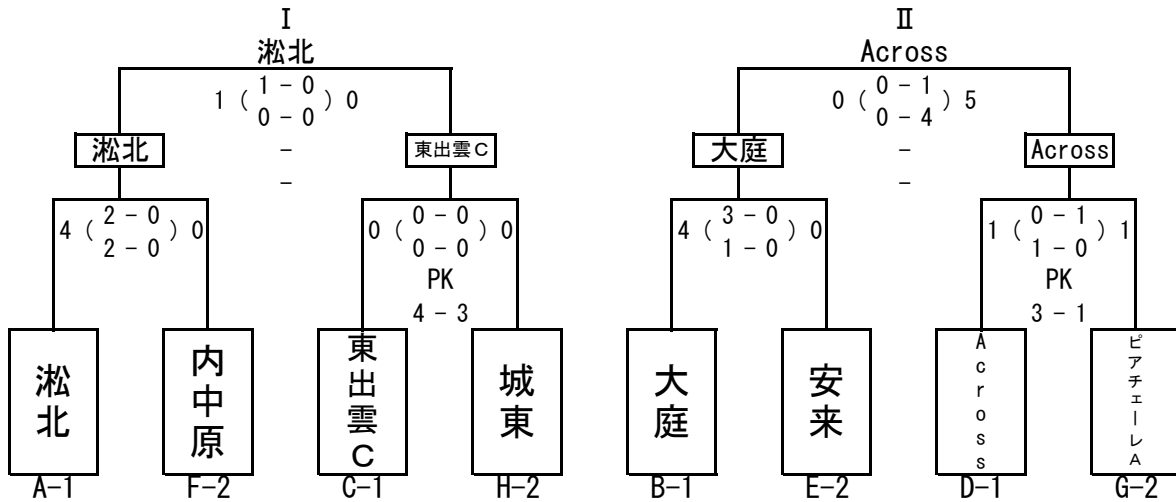 Ⅰ Ⅱ
淞北 Across
1 ( 1 - 0 ) 0 0 ( 0 - 1 ) 5
0 - 0 0 - 4
淞北 - 東出雲C 大庭 - Across
- -
4 ( 2 - 0 ) 0 0 ( 0 - 0 ) 0 4 ( 3 - 0 ) 0 1 ( 0 - 1 ) 1
2 - 0 0 - 0 1 - 0 1 - 0
PK PK
4 - 3 3 - 1
淞北 内中原 東出雲C 城東 大庭 安来 Across ピアチェーレA
A-1 F-2 C-1 H-2 B-1 E-2 D-1 G-2